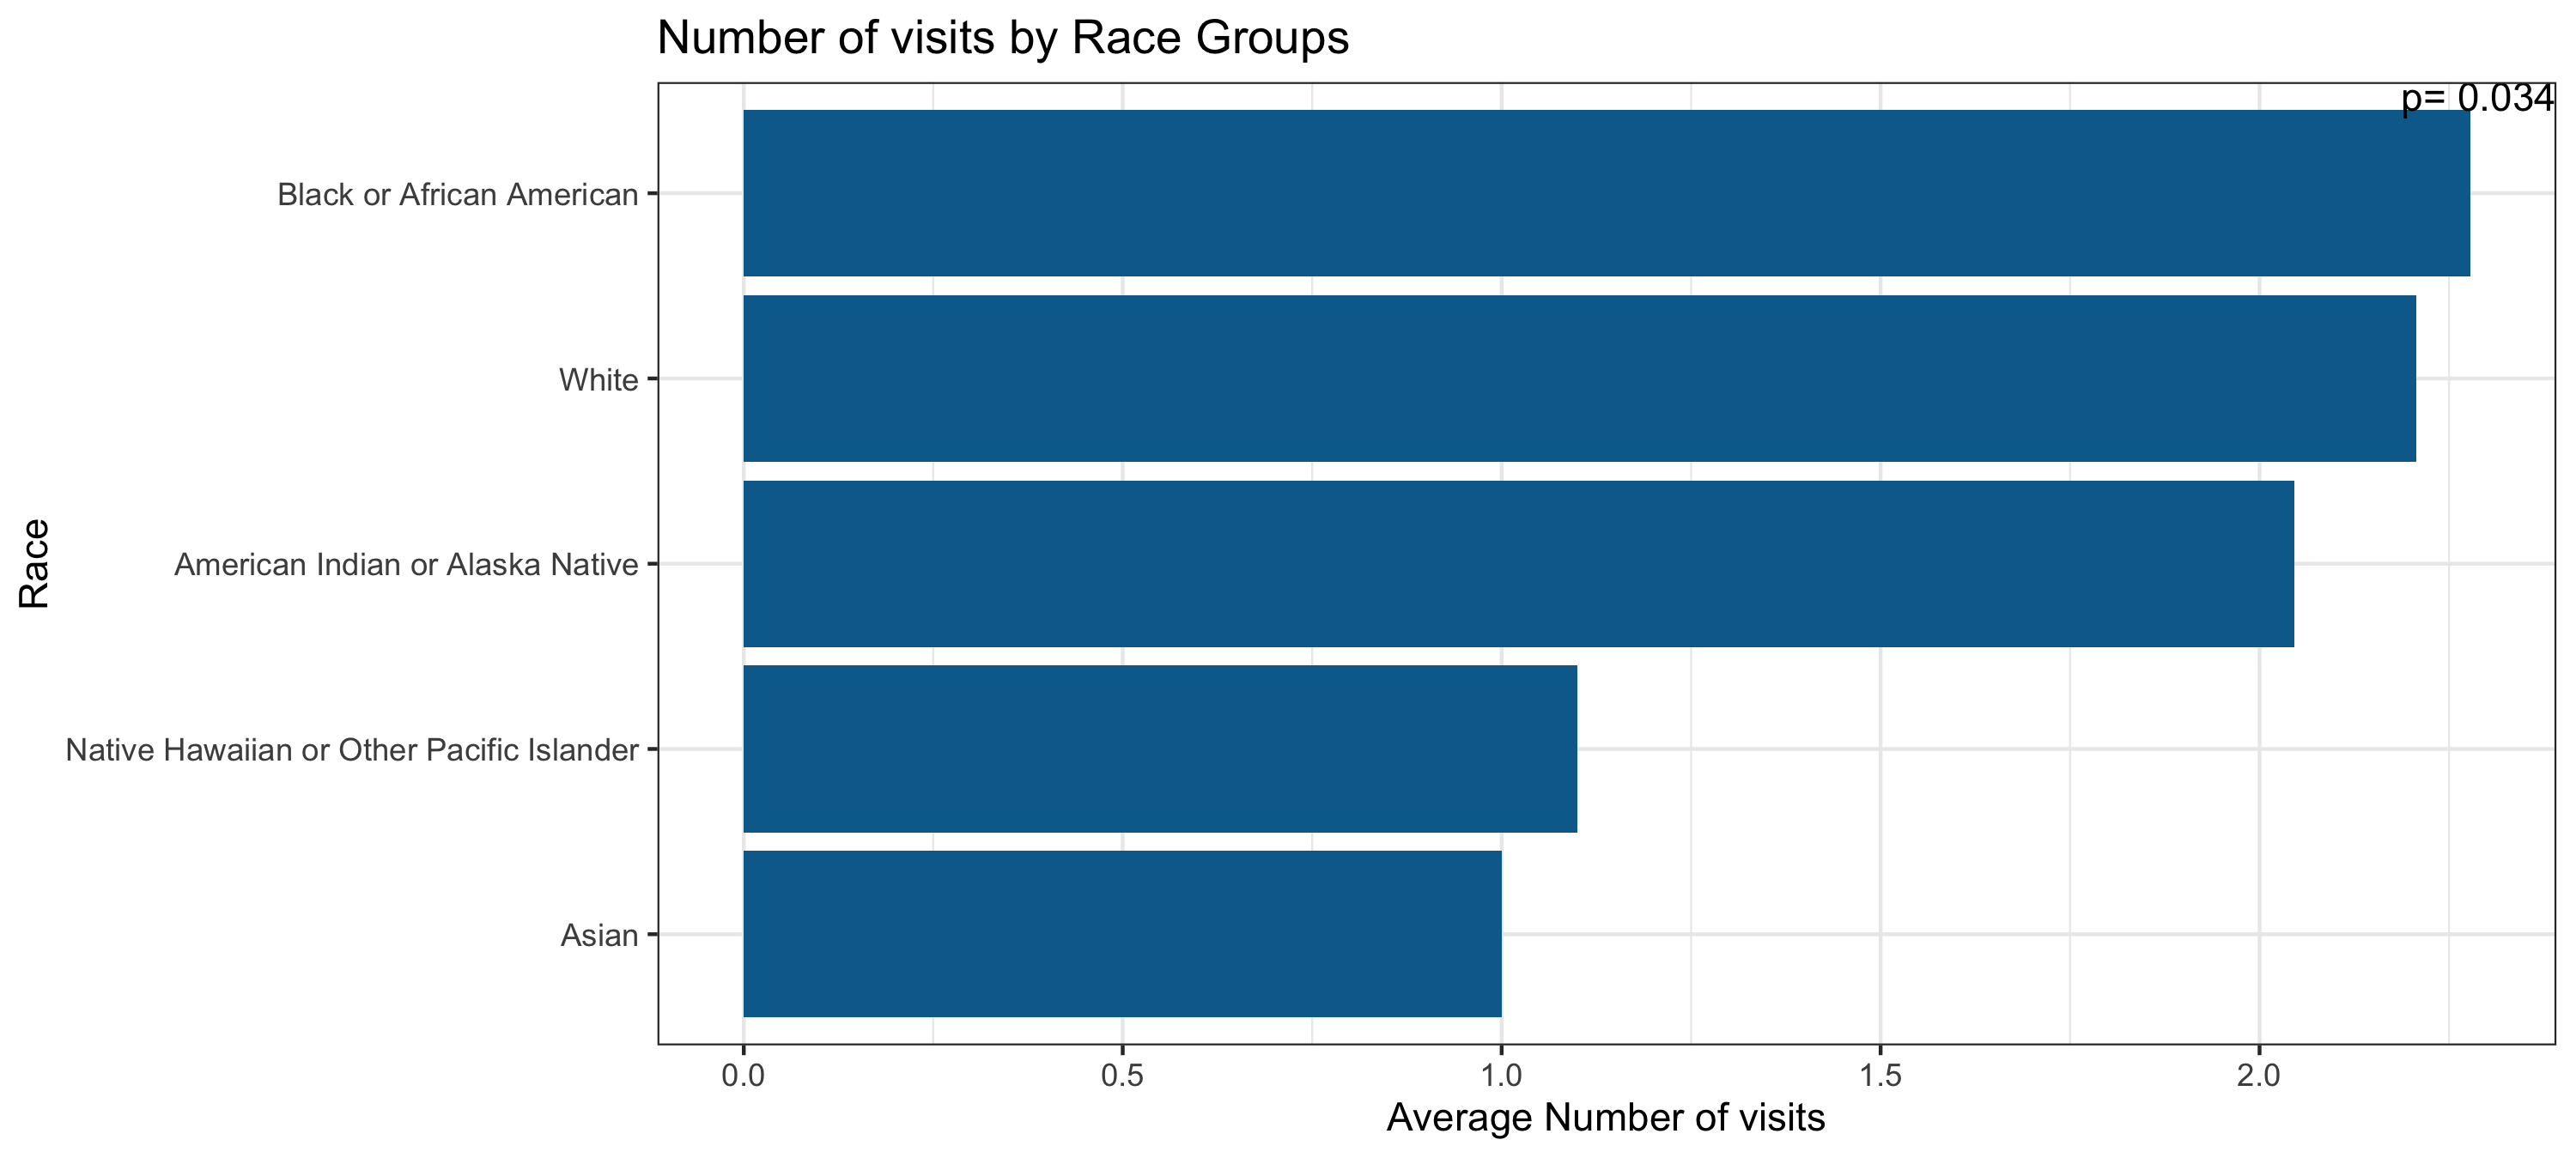 Number of visits by Race Groups
p= 0.034
Black or African American
White
American Indian or Alaska Native
Native Hawaiian or Other Pacific Islander
Asian
Race
0.0 0.5 1.0 1.5 2.0
Average Number of visits